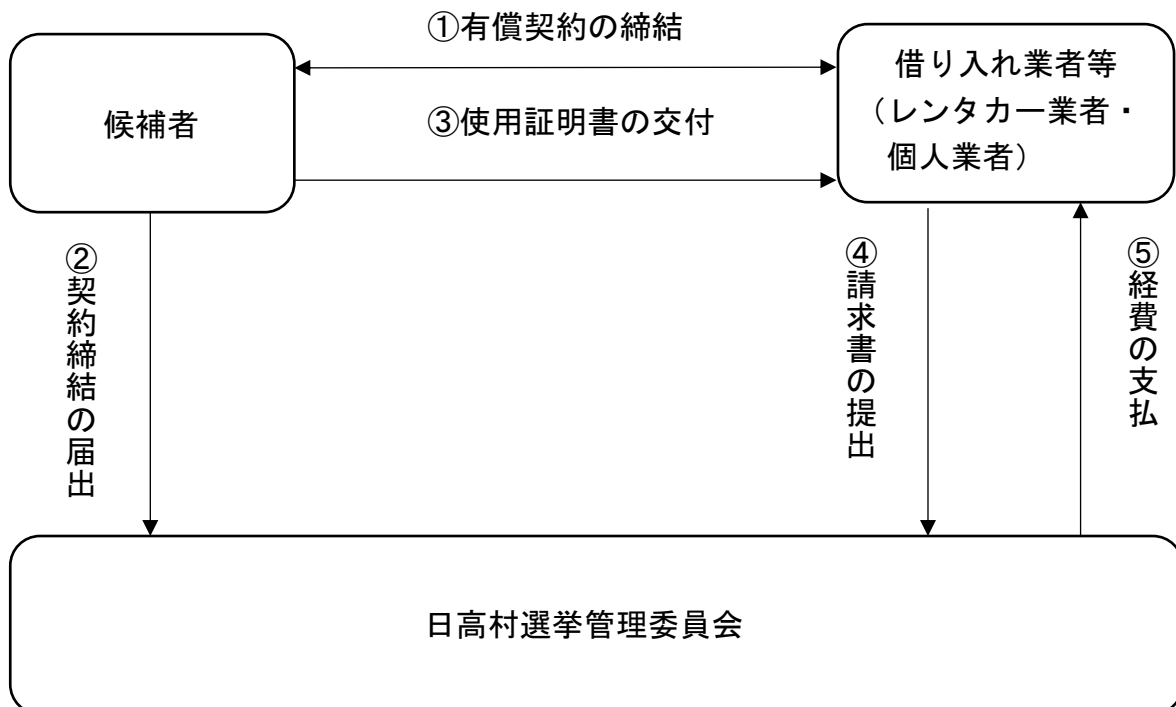 ①有償契約の締結
候補者
③使用証明書の交付
借り入れ業者等
（レンタカー業者・
個人業者）
②契約締結の届出
④請求書の提出
⑤経費の支払
日高村選挙管理委員会